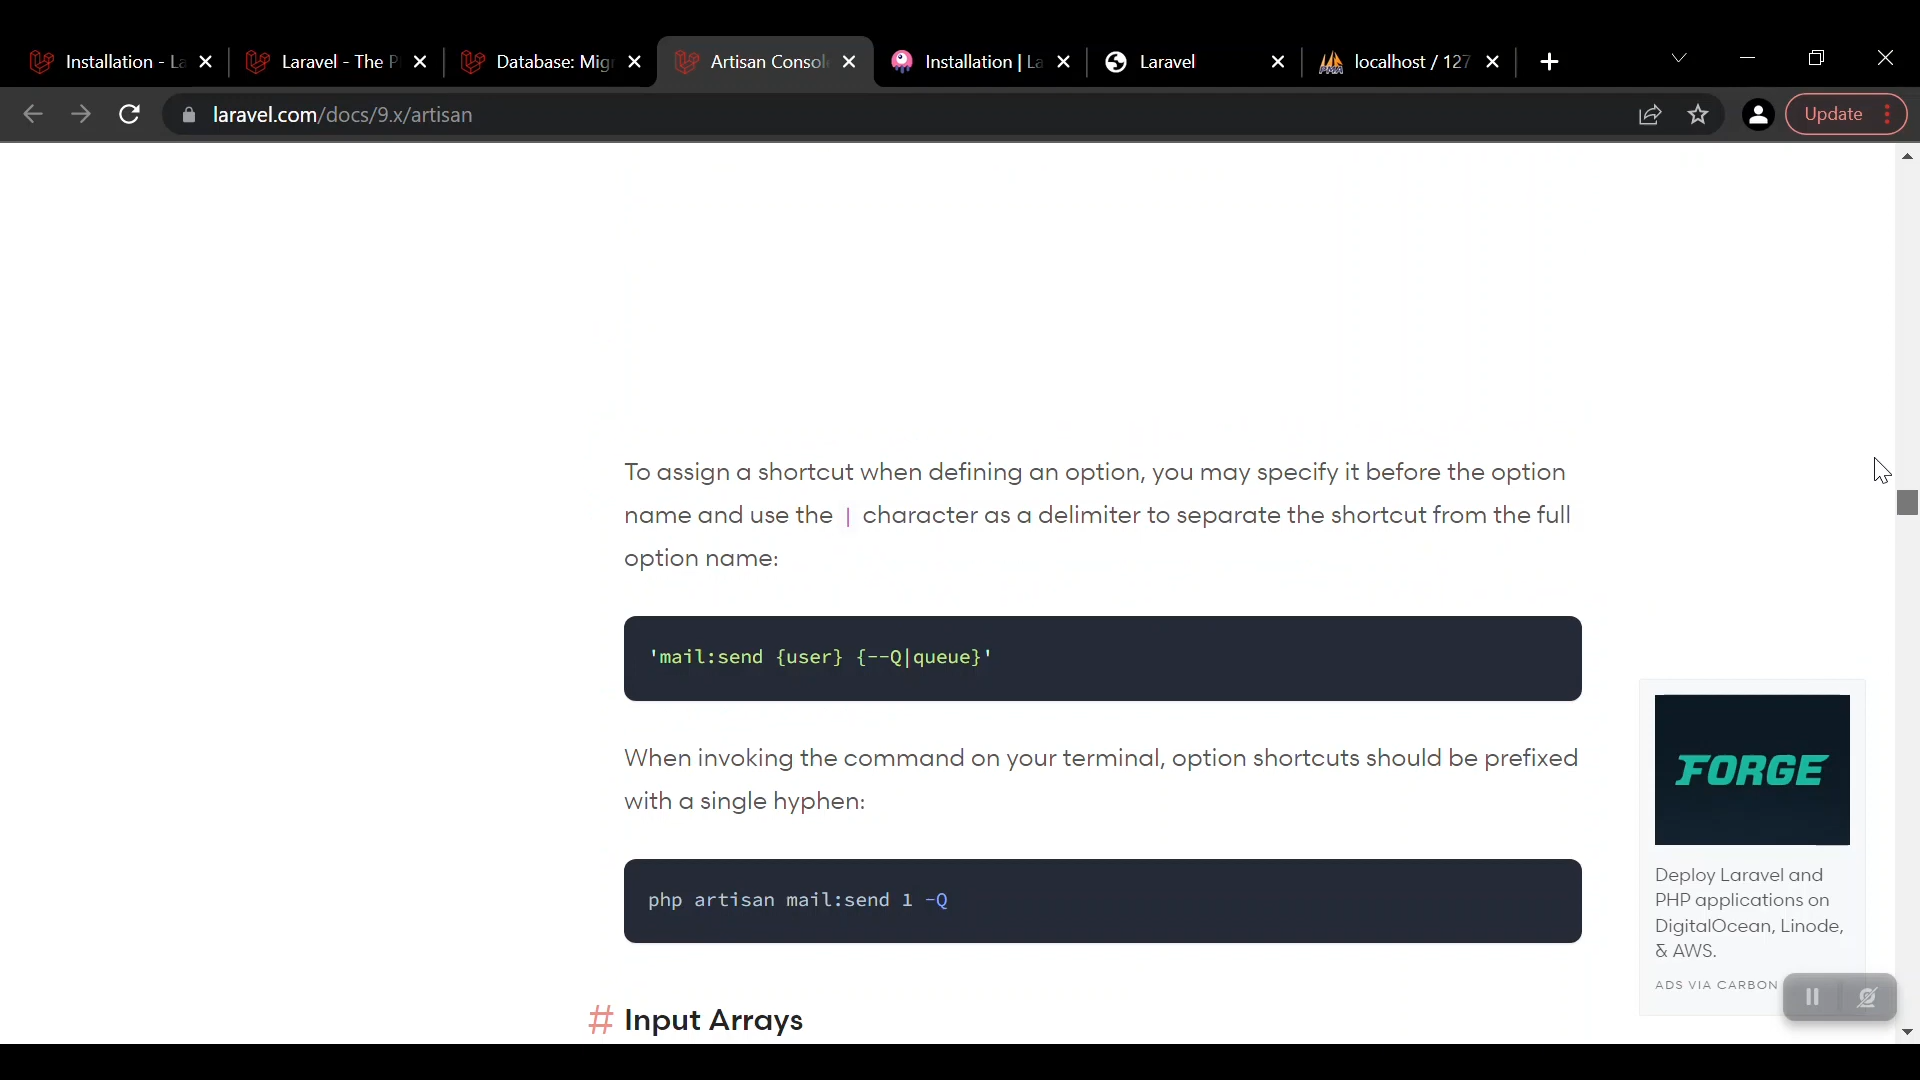 Installation - La
Laravel - The P
Database: Mig
Artisan Consol
Installation | La
Laravel
localhost / 127
laravel.com/docs/9.x/artisan
Update
To assign a shortcut when defining an option, you may specify it before the option
name and use the | character as a delimiter to separate the shortcut from the full
option name:
'mail:send {user} {--Q|queue}'
When invoking the command on your terminal, option shortcuts should be prefixed
with a single hyphen:
php artisan mail:send 1 -Q
# Input Arrays
FORGE
Deploy Laravel and
PHP applications on
DigitalOcean, Linode,
& AWS.
ADS VIA CARBON